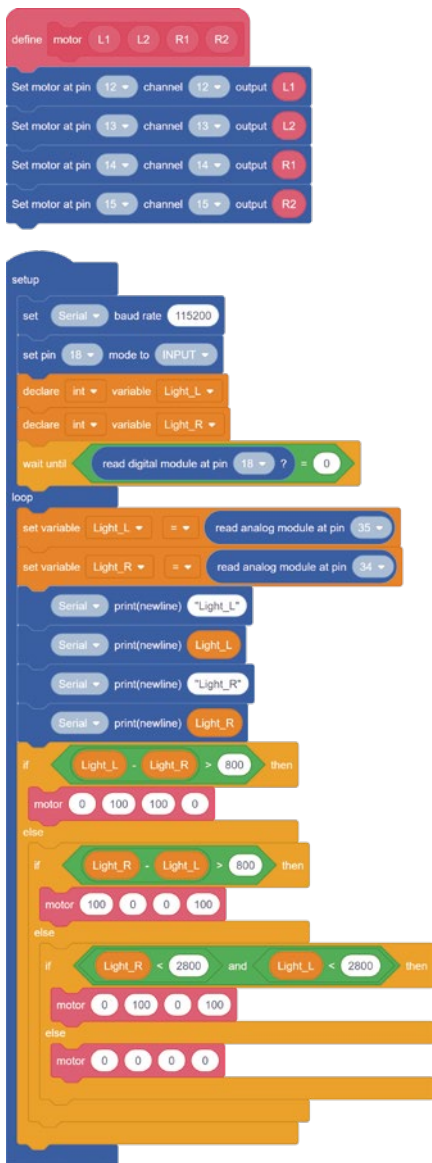 define motor L1 L2 R1 R2
Set motor at pin 12 channel 12 output L1
Set motor at pin 13 channel 13 output L2
Set motor at pin 14 channel 14 output R1
Set motor at pin 15 channel 15 output R2
setup
set Serial baud rate 115200
set pin 18 mode to INPUT
declare int variable Light_L
declare int variable Light_R
wait until read digital module at pin 18 ? = 0
loop
set variable Light_L = read analog module at pin 35
set variable Light_R = read analog module at pin 34
Serial print(newline) "Light_L"
Serial print(newline) Light_L
Serial print(newline) "Light_R"
Serial print(newline) Light_R
if Light_L - Light_R > 800 then
motor 0 100 100 0
else
if Light_R - Light_L > 800 then
motor 100 0 0 100
else
if Light_R < 2800 and Light_L < 2800 then
motor 0 100 0 100
else
motor 0 0 0 0